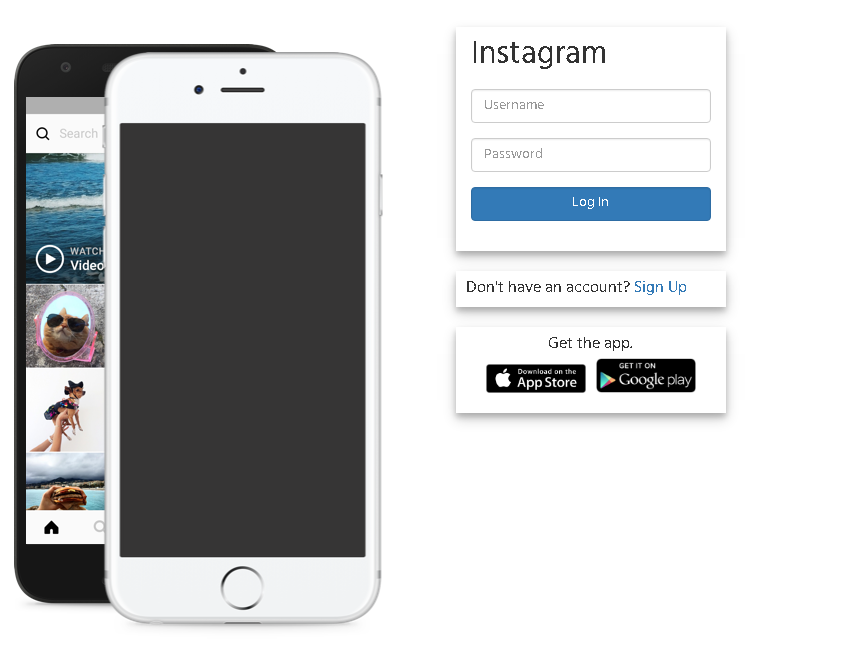 Search
WATCH
Video
Instagram
Username
Password
Log In
Don't have an account? Sign Up
Get the app.
Download on the
App Store
GET IT ON
Google play